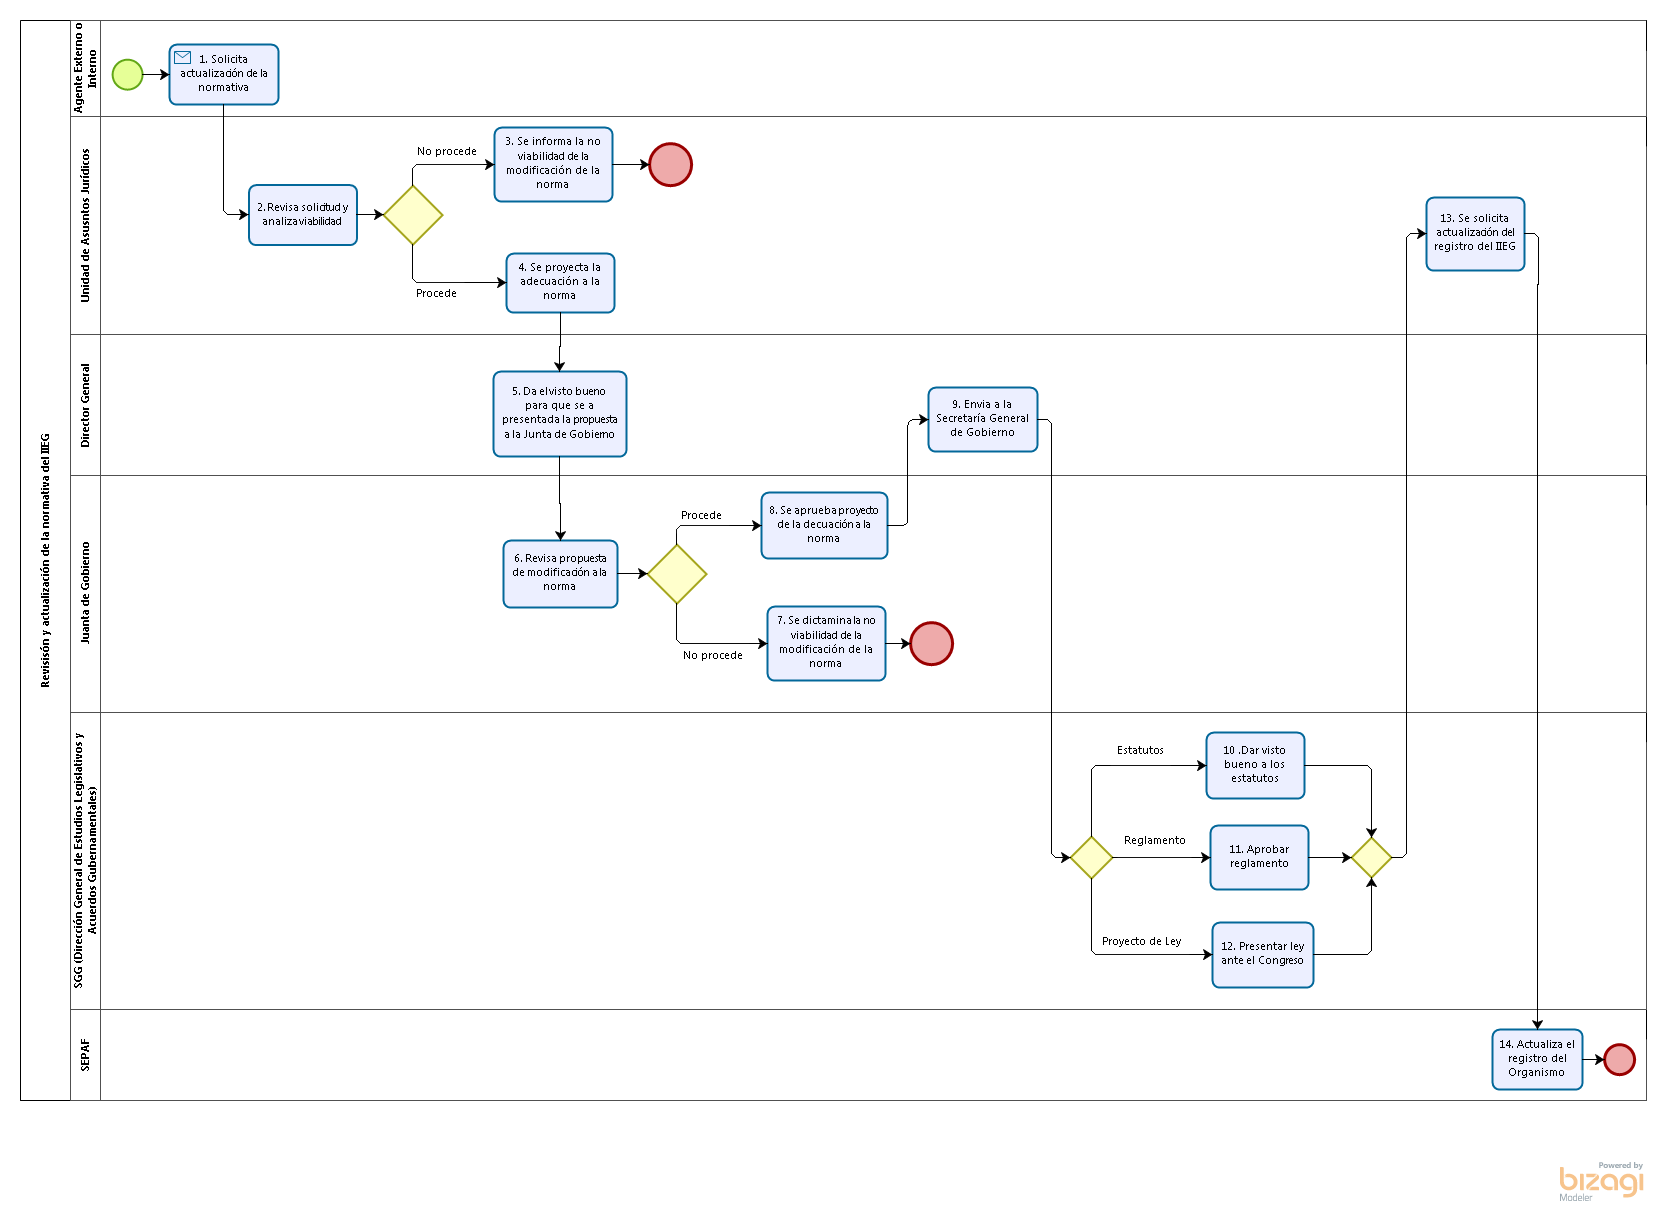 Revisisón y actualización de la normativa del IIEG
Agente Externo o
Interno
1. Solicita
actualización de la
normativa
Unidad de Asusntos Jurídicos
2. Revisa solicitud y
analiza viabilidad
No procede
3. Se informa la no
viabilidad de la
modificación de la
norma
Procede
4. Se proyecta la
adecuación a la
norma
13. Se solicita
actualización del
registro del IIEG
Director General
5. Da el visto bueno
para que se a
presentada la propuesta
a la Junta de Gobierno
9. Envia a la
Secretaría General
de Gobierno
Juanta de Gobierno
6. Revisa propuesta
de modificación a la
norma
Procede
8. Se aprueba proyecto
de la decuación a la
norma
No procede
7. Se dictamina la no
viabilidad de la
modificación de la
norma
SGG (Dirección General de Estudios Legislativos y
Acuerdos Gubernamentales)
Estatutos
10 .Dar visto
bueno a los
estatutos
Reglamento
11. Aprobar
reglamento
Proyecto de Ley
12. Presentar ley
ante el Congreso
SEPAF
14. Actualiza el
registro del
Organismo
Powered by
bizagi
Modeler